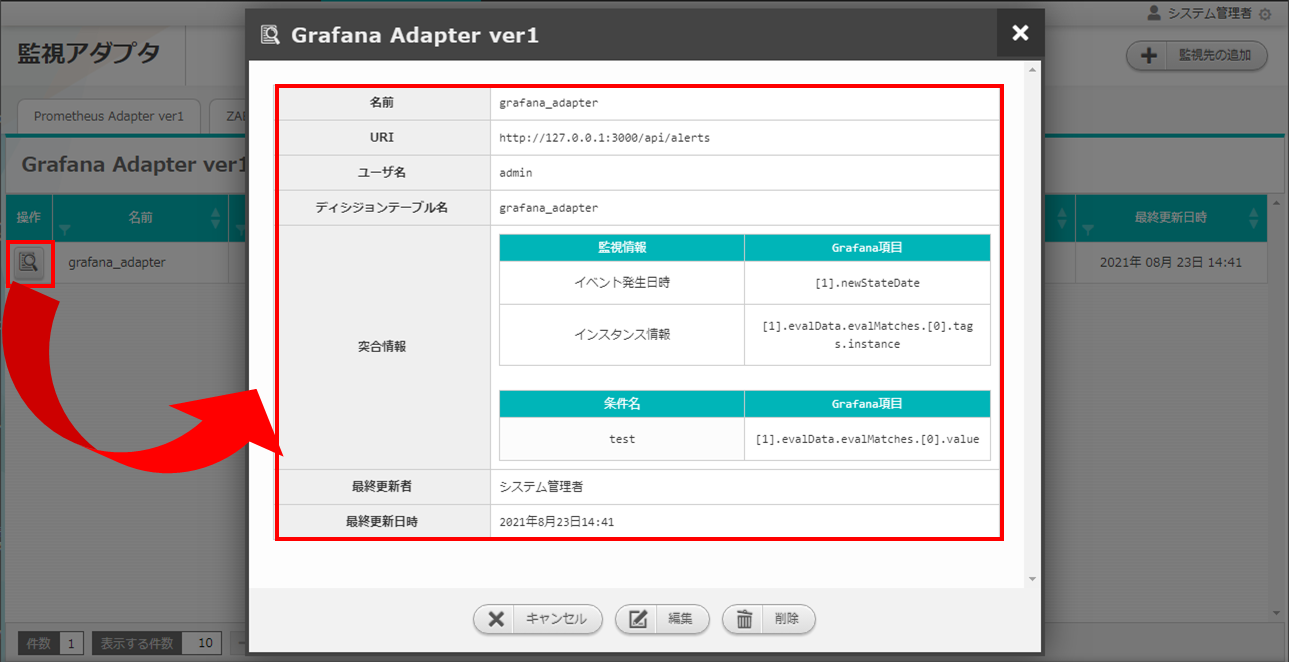 システム管理者
監視アダプタ
監視先の追加
Prometheus Adapter ver1
Grafana Adapter ver1
操作
名前
最終更新日時
grafana_adapter
2021年 08月 23日 14:41
件数 1
表示する件数 10
Grafana Adapter ver1
名前 grafana_adapter
URI http://127.0.0.1:3000/api/alerts
ユーザ名 admin
ディシジョンテーブル名 grafana_adapter
突合情報
監視情報 Grafana項目
イベント発生日時 [1].newStateDate
インスタンス情報 [1].evalData.evalMatches.[0].tag
s.instance
条件名 Grafana項目
test [1].evalData.evalMatches.[0].value
最終更新者 システム管理者
最終更新日時 2021年8月23日14:41
キャンセル
編集
削除